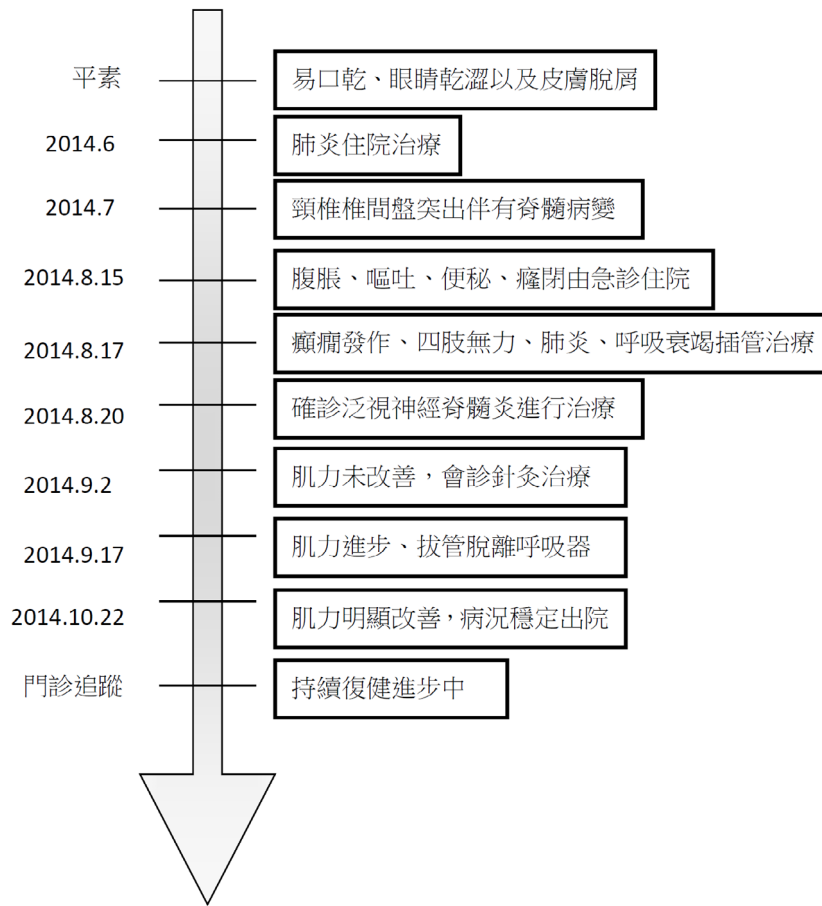 平素
易口乾、眼睛乾澀以及皮膚脫屑
2014.6
肺炎住院治療
2014.7
頸椎椎間盤突出伴有脊髓病變
2014.8.15
腹脹、嘔吐、便秘、癃閉由急診住院
2014.8.17
癲癇發作、四肢無力、肺炎、呼吸衰竭插管治療
2014.8.20
確診泛視神經脊髓炎進行治療
2014.9.2
肌力未改善，會診針灸治療
2014.9.17
肌力進步、拔管脫離呼吸器
2014.10.22
肌力明顯改善，病況穩定出院
門診追蹤
持續復健進步中